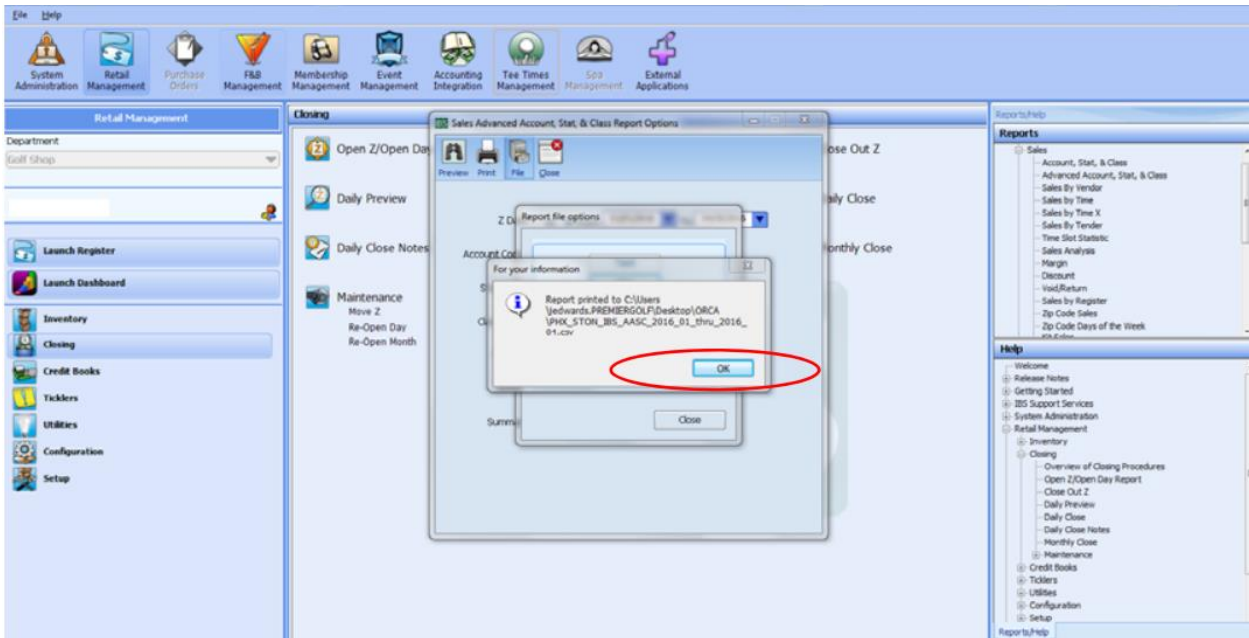 File Help
System Administration
Retail Management
Purchase Orders
F&B Management
Membership Management
Event Management
Accounting Integration
Tee Times Management
Spa Management
External Applications
Retail Management
Department
Golf Shop
Launch Register
Launch Dashboard
Inventory
Closing
Credit Books
Ticklers
Utilities
Configuration
Setup
Closing
Open Z/Open Day
Daily Preview
Daily Close Notes
Maintenance
Move Z
Re-Open Day
Re-Open Month
ose Out Z
aily Close
onthly Close
Sales Advanced Account, Stat, & Class Report Options
Preview Print File Close
Z D
Account Co
Summ
Report file options
Close
For your information
Report printed to C:\Users
\jedwards.PREMIERGOLF\Desktop\ORCA
\PHX_STON_IBS_AASC_2016_01_thru_2016_
01.csv
OK
Reports/Help
Reports
Sales
Account, Stat, & Class
Advanced Account, Stat, & Class
Sales By Vendor
Sales by Time
Sales by Time X
Sales By Tender
Time Slot Statistic
Sales Analysis
Margin
Discount
Void/Return
Sales by Register
Zip Code Sales
Zip Code Days of the Week
Help
Welcome
Release Notes
Getting Started
IBS Support Services
System Administration
Retail Management
Inventory
Closing
Overview of Closing Procedures
Open Z/Open Day Report
Close Out Z
Daily Preview
Daily Close
Daily Close Notes
Monthly Close
Maintenance
Credit Books
Ticklers
Utilities
Configuration
Setup
Reports/Help